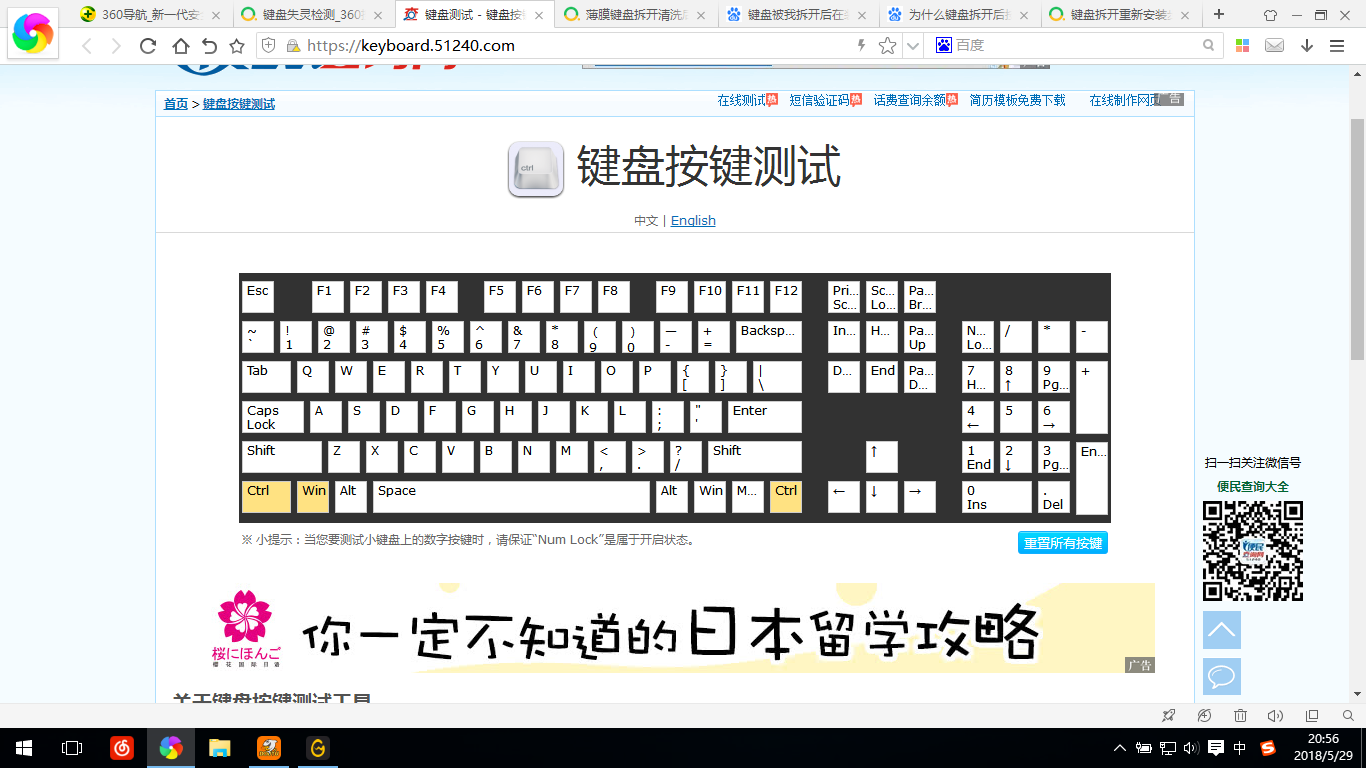 360导航_新一代安
键盘失灵检测_360
键盘测试 - 键盘按
薄膜键盘拆开清洗
键盘被我拆开后在
为什么键盘拆开后
键盘拆开重新安装
https://keyboard.51240.com
百度
首页 > 键盘按键测试
在线测试热 短信验证码热 话费查询余额热 简历模板免费下载 在线制作网页 广告
ctrl
键盘按键测试
中文 | English
Esc F1 F2 F3 F4 F5 F6 F7 F8 F9 F10 F11 F12 Pri... Sc... Pa...
Sc... Lo... Br...
~ ! @ # $ % ^ & * ( ) — + Backsp... In... H... Pa... N... / * -
` 1 2 3 4 5 6 7 8 9 0 - = Up Lo...
Tab Q W E R T Y U I O P { } | D... End Pa... 7 8 9 +
[ ] \ D... H... ↑ Pg...
Caps A S D F G H J K L : " Enter 4 5 6
Lock ; ' ← →
Shift Z X C V B N M < > ? Shift ↑ 1 2 3 En...
, . / End ↓ Pg...
Ctrl Win Alt Space Alt Win M... Ctrl ← ↓ → 0 .
Ins Del
※ 小提示：当您要测试小键盘上的数字按键时，请保证“Num Lock”是属于开启状态。
重置所有按键
扫一扫关注微信号
便民查询大全
桜にほんご
樱花国际日语
你一定不知道的日本留学攻略
广告
关于键盘按键测试工具
中
20:56
2018/5/29